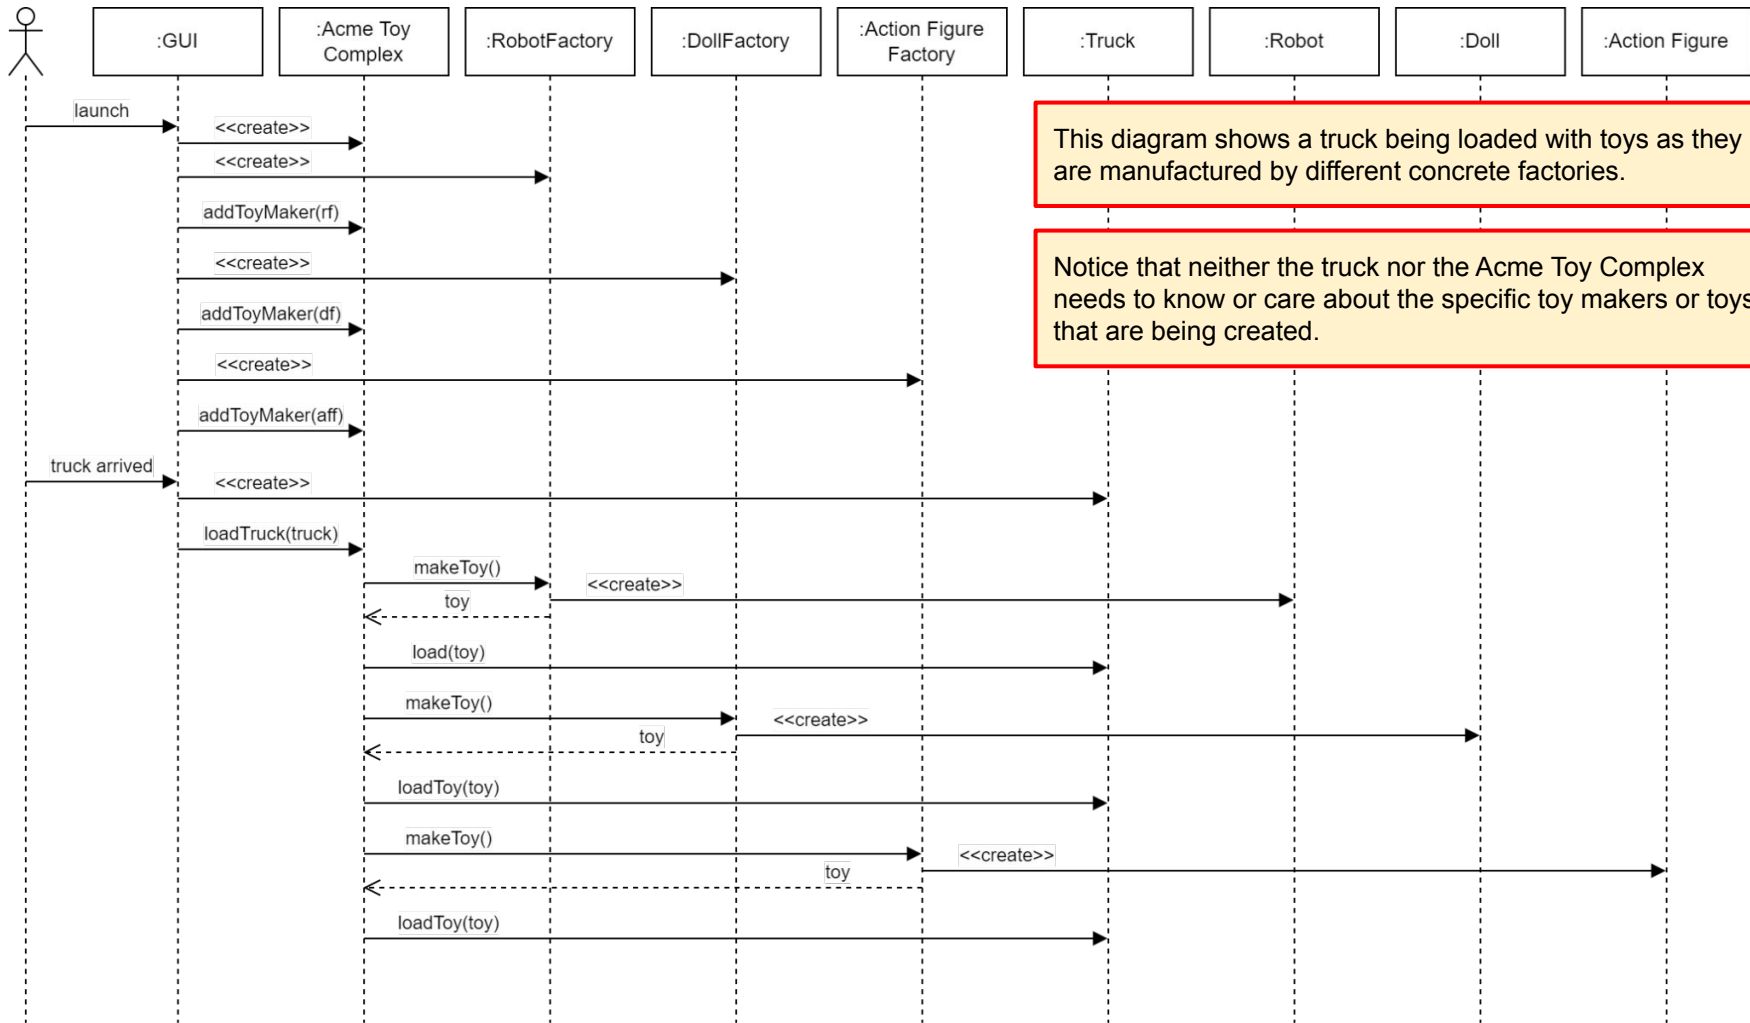 :GUI
:Acme Toy
Complex
:RobotFactory
:DollFactory
:Action Figure
Factory
:Truck
:Robot
:Doll
:Action Figure
launch
<<create>>
<<create>>
addToyMaker(rf)
<<create>>
addToyMaker(df)
<<create>>
addToyMaker(aff)
truck arrived
<<create>>
loadTruck(truck)
makeToy()
<<create>>
toy
load(toy)
makeToy()
<<create>>
toy
loadToy(toy)
makeToy()
<<create>>
toy
loadToy(toy)
This diagram shows a truck being loaded with toys as they
are manufactured by different concrete factories.
Notice that neither the truck nor the Acme Toy Complex
needs to know or care about the specific toy makers or toys
that are being created.